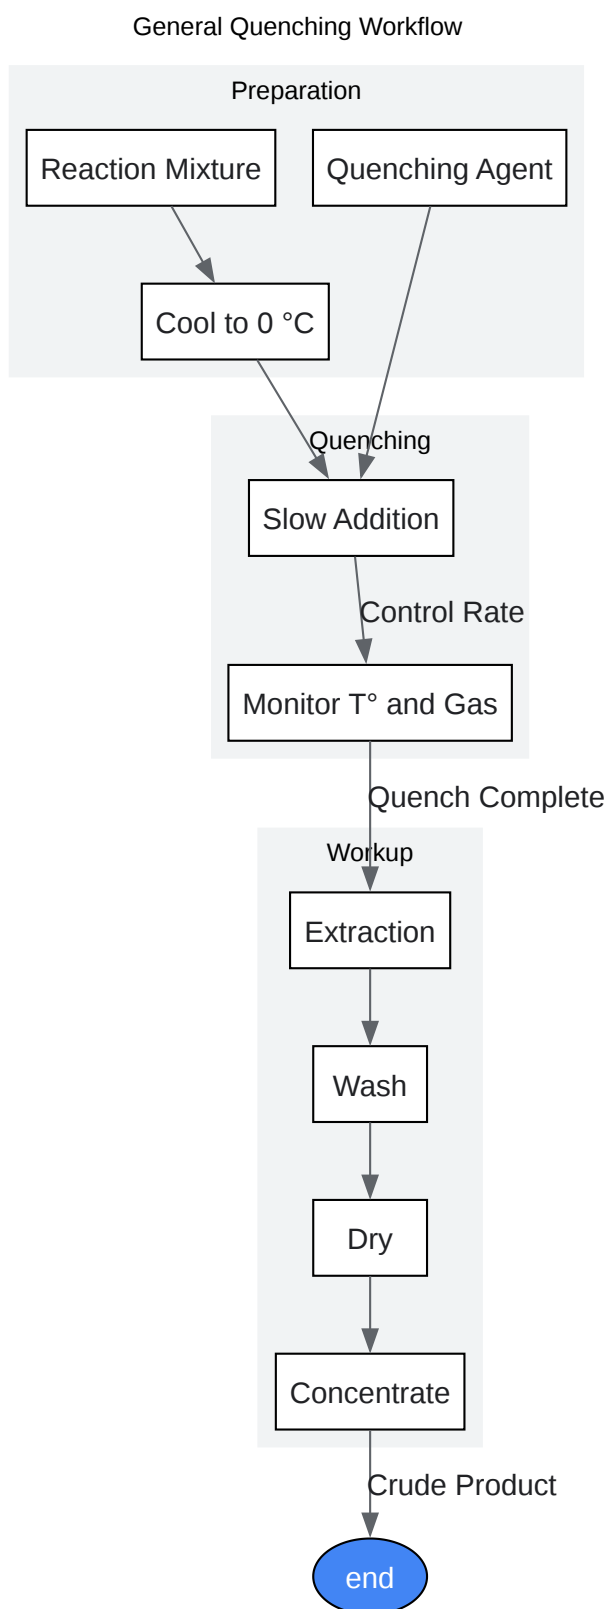 General Quenching Workflow
Preparation
Reaction Mixture
Quenching Agent
Cool to 0 °C
Quenching
Slow Addition
Control Rate
Monitor T° and Gas
Quench Complete
Workup
Extraction
Wash
Dry
Concentrate
Crude Product
end